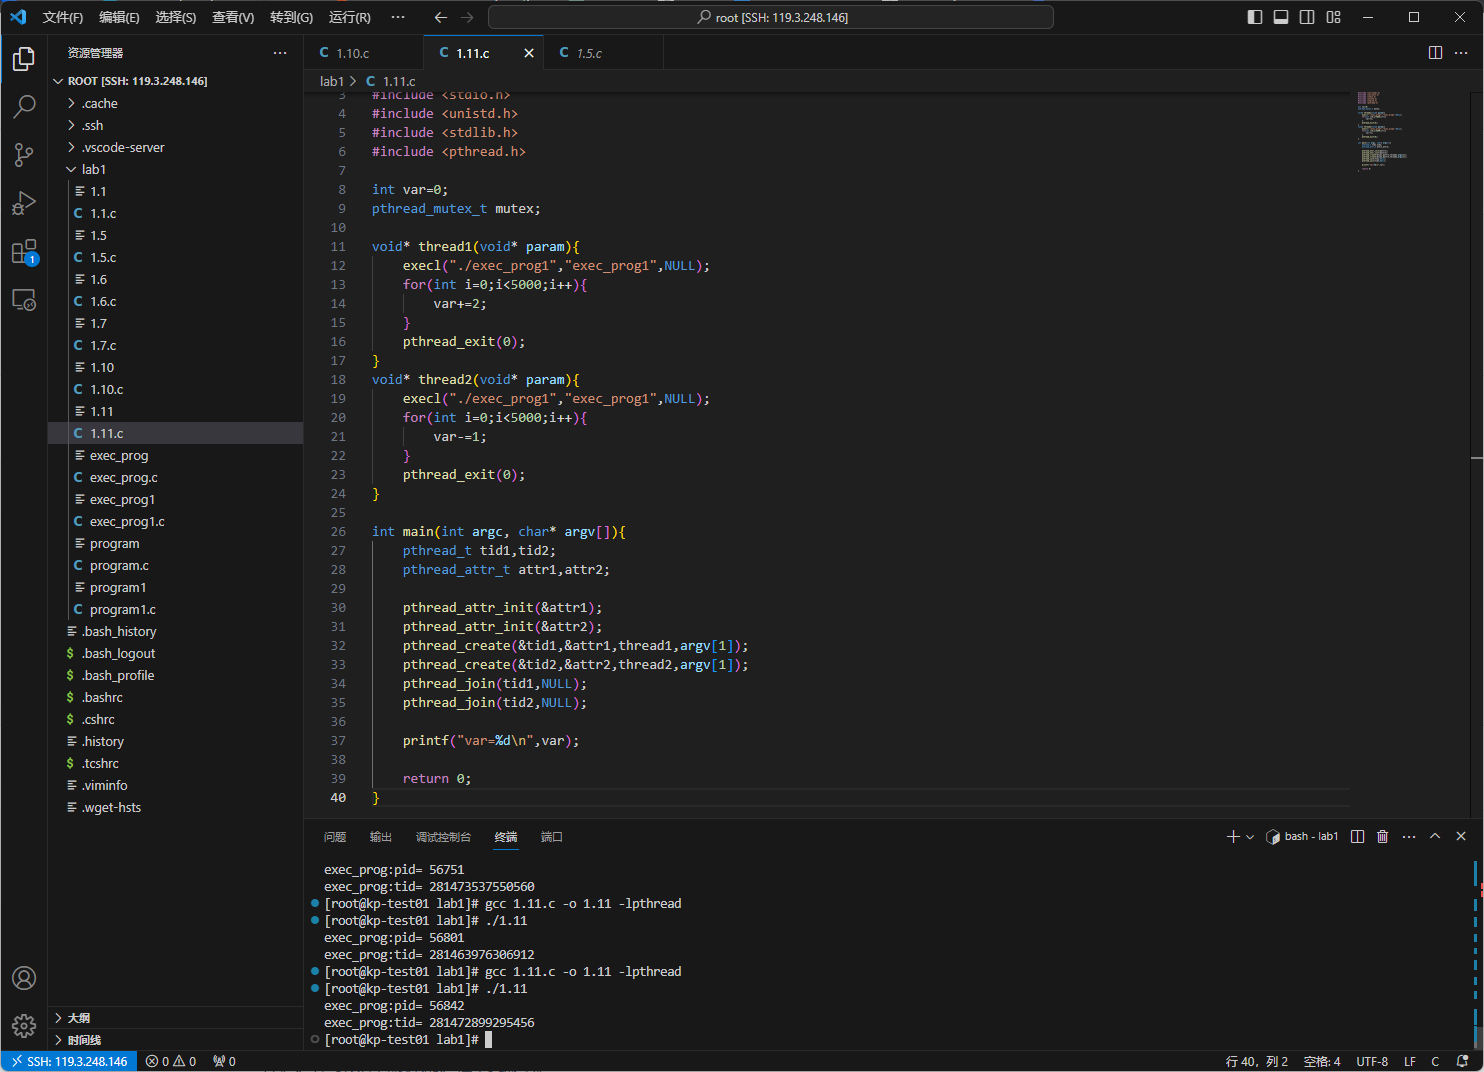 文件(F) 编辑(E) 选择(S) 查看(V) 转到(G) 运行(R) ··· root [SSH: 119.3.248.146]
资源管理器 ···
ROOT [SSH: 119.3.248.146]
.cache
.ssh
.vscode-server
lab1
1.1
C 1.1.c
1.5
C 1.5.c
1.6
C 1.6.c
1.7
C 1.7.c
1.10
C 1.10.c
1.11
C 1.11.c
exec_prog
C exec_prog.c
exec_prog1
C exec_prog1.c
program
C program.c
program1
C program1.c
.bash_history
$ .bash_logout
$ .bash_profile
$ .bashrc
$ .cshrc
.history
$ .tcshrc
.viminfo
.wget-hsts
大纲
时间线
1
C 1.10.c C 1.11.c C 1.5.c
lab1 > C 1.11.c
3 #include <stdio.h>
4 #include <unistd.h>
5 #include <stdlib.h>
6 #include <pthread.h>
7
8 int var=0;
9 pthread_mutex_t mutex;
10
11 void* thread1(void* param){
12 execl("./exec_prog1","exec_prog1",NULL);
13 for(int i=0;i<5000;i++){
14 var+=2;
15 }
16 pthread_exit(0);
17 }
18 void* thread2(void* param){
19 execl("./exec_prog1","exec_prog1",NULL);
20 for(int i=0;i<5000;i++){
21 var-=1;
22 }
23 pthread_exit(0);
24 }
25
26 int main(int argc, char* argv[]){
27 pthread_t tid1,tid2;
28 pthread_attr_t attr1,attr2;
29
30 pthread_attr_init(&attr1);
31 pthread_attr_init(&attr2);
32 pthread_create(&tid1,&attr1,thread1,argv[1]);
33 pthread_create(&tid2,&attr2,thread2,argv[1]);
34 pthread_join(tid1,NULL);
35 pthread_join(tid2,NULL);
36
37 printf("var=%d\n",var);
38
39 return 0;
40 }
问题 输出 调试控制台 终端 端口 bash - lab1
exec_prog:pid= 56751
exec_prog:tid= 281473537550560
[root@kp-test01 lab1]# gcc 1.11.c -o 1.11 -lpthread
[root@kp-test01 lab1]# ./1.11
exec_prog:pid= 56801
exec_prog:tid= 281463976306912
[root@kp-test01 lab1]# gcc 1.11.c -o 1.11 -lpthread
[root@kp-test01 lab1]# ./1.11
exec_prog:pid= 56842
exec_prog:tid= 281472899295456
[root@kp-test01 lab1]#
SSH: 119.3.248.146 0 0 0 行 40，列 2 空格: 4 UTF-8 LF C